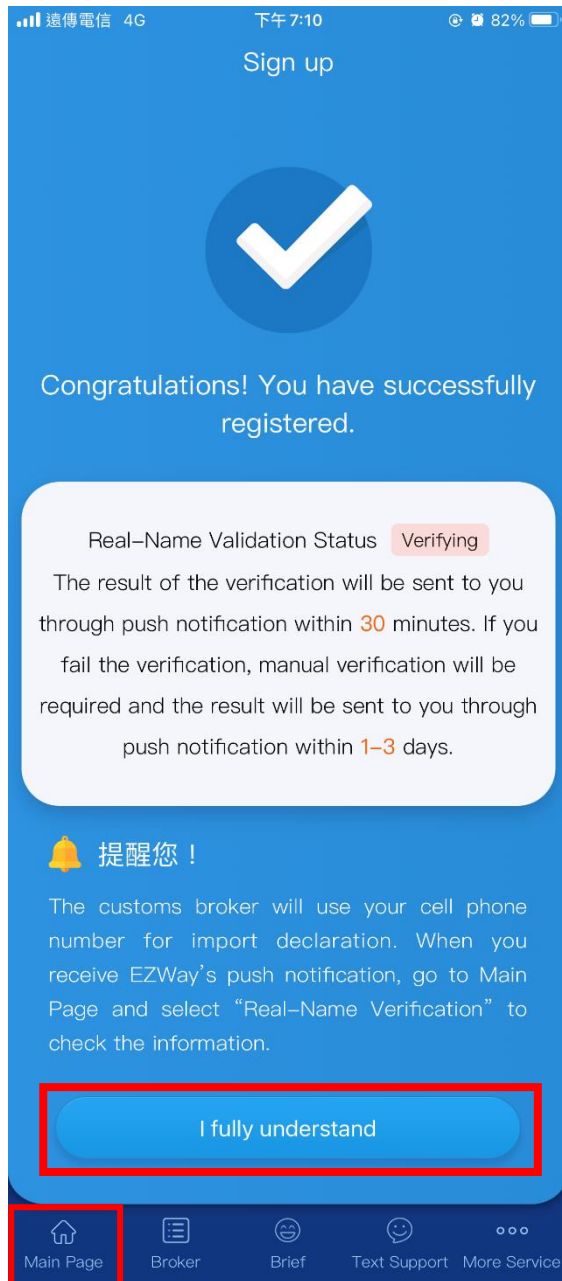 遠傳電信 4G 下午 7:10 82%
Sign up
Congratulations! You have successfully
registered.
Real-Name Validation Status Verifying
The result of the verification will be sent to you
through push notification within 30 minutes. If you
fail the verification, manual verification will be
required and the result will be sent to you through
push notification within 1-3 days.
提醒您！
The customs broker will use your cell phone
number for import declaration. When you
receive EZWay's push notification, go to Main
Page and select “Real-Name Verification” to
check the information.
I fully understand
Main Page Broker Brief Text Support More Service